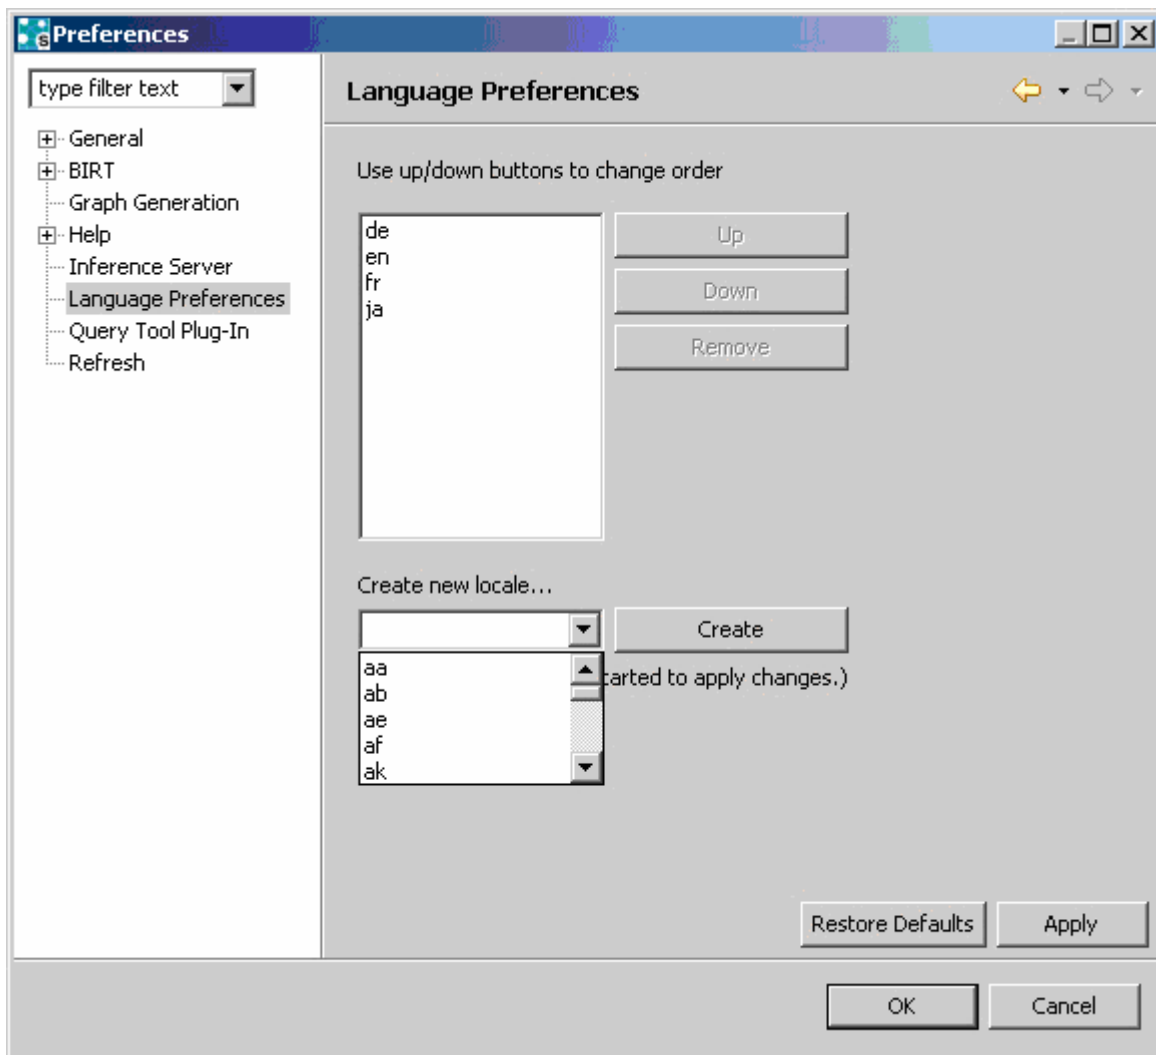 Preferences
type filter text
General
BIRT
Graph Generation
Help
Inference Server
Language Preferences
Query Tool Plug-In
Refresh
Language Preferences
Use up/down buttons to change order
de
en
fr
ja
Up
Down
Remove
Create new locale...
Create
aa
ab
ae
af
ak
to apply changes.)
Restore Defaults
Apply
OK
Cancel